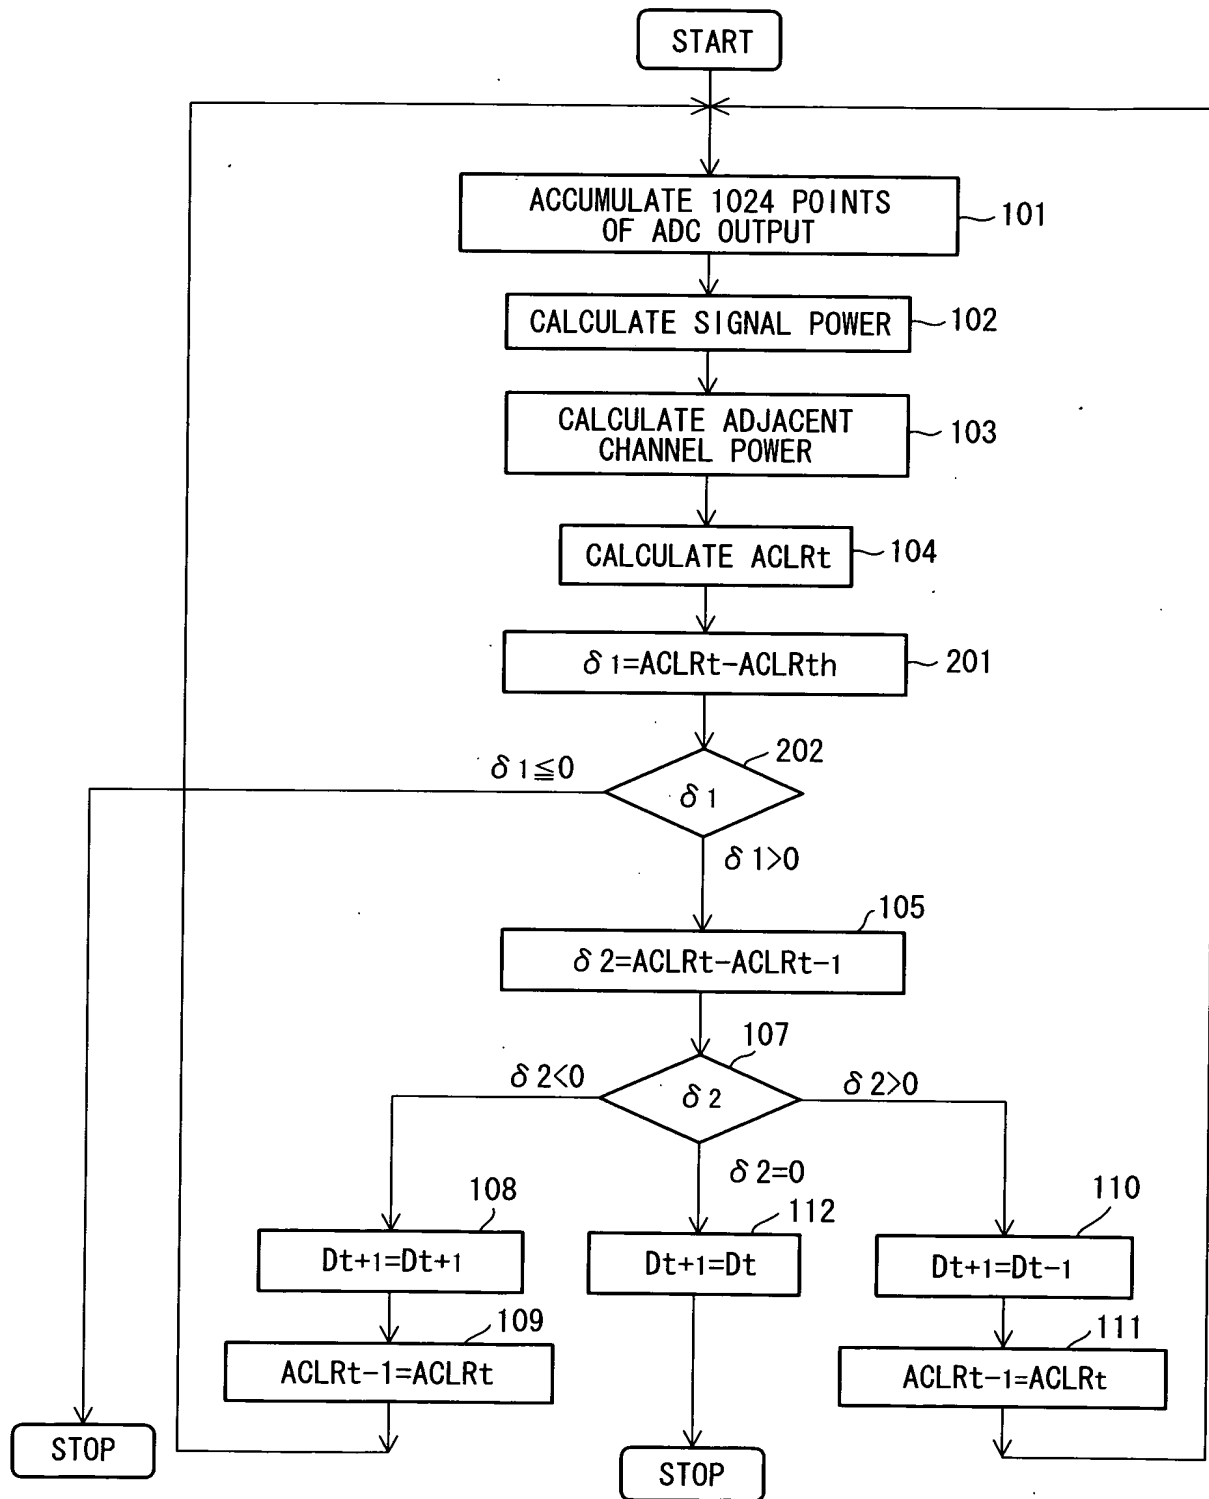 START
ACCUMULATE 1024 POINTS
OF ADC OUTPUT
101
CALCULATE SIGNAL POWER
102
CALCULATE ADJACENT
CHANNEL POWER
103
CALCULATE ACLRt
104
δ1=ACLRt-ACLRth
201
δ1≦0
202
δ1
δ1>0
105
δ2=ACLRt-ACLRt-1
107
δ2<0
δ2
δ2>0
δ2=0
108
112
110
Dt+1=Dt+1
Dt+1=Dt
Dt+1=Dt-1
109
111
ACLRt-1=ACLRt
ACLRt-1=ACLRt
STOP
STOP